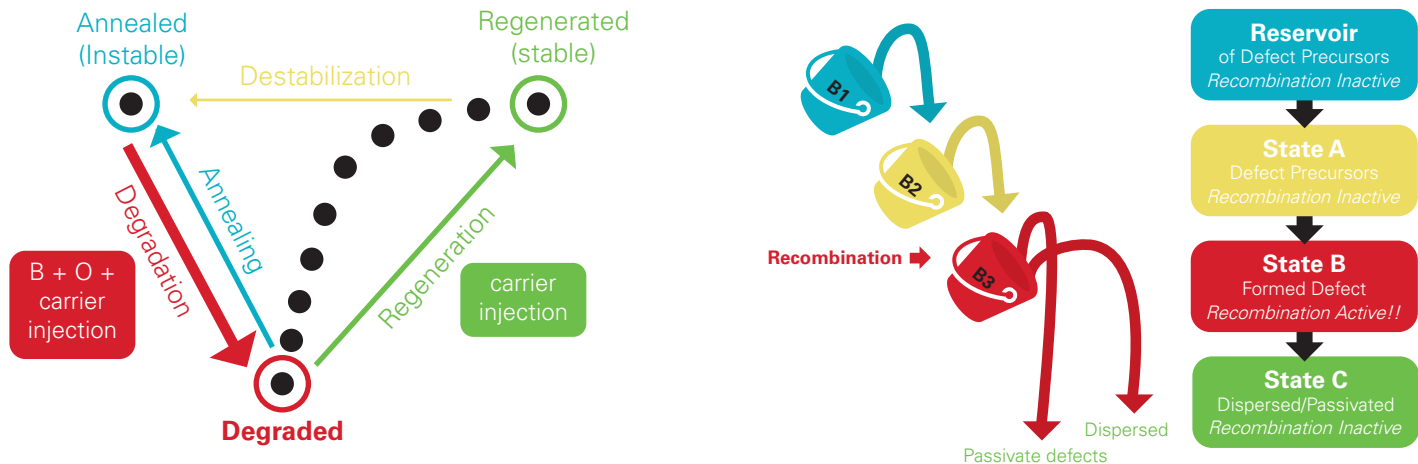 Annealed
(Instable)
Regenerated
(stable)
Destabilization
Degradation
Annealing
Regeneration
B + O +
carrier
injection
carrier
injection
Degraded
B1
B2
Recombination
B3
Dispersed
Passivate defects
Reservoir
of Defect Precursors
Recombination Inactive
State A
Defect Precursors
Recombination Inactive
State B
Formed Defect
Recombination Active!!
State C
Dispersed/Passivated
Recombination Inactive